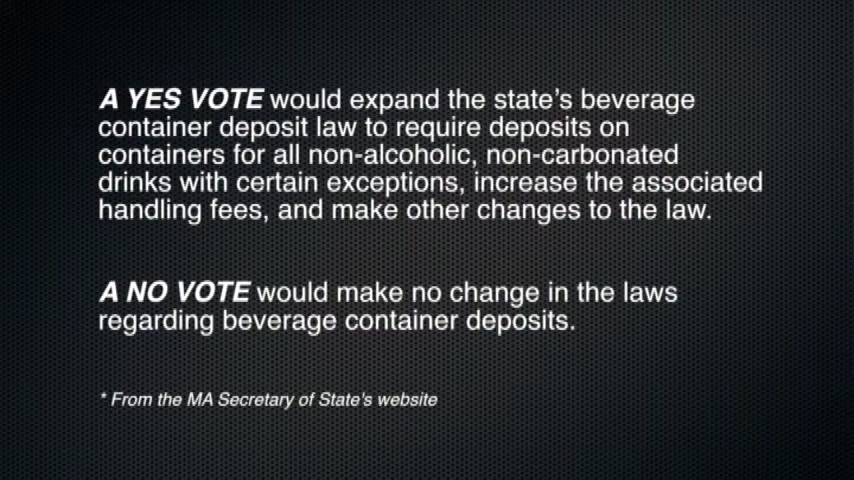 A YES VOTE would expand the state's beverage
container deposit law to require deposits on
containers for all non-alcoholic, non-carbonated
drinks with certain exceptions, increase the associated
handling fees, and make other changes to the law.
A NO VOTE would make no change in the laws
regarding beverage container deposits.
* From the MA Secretary of State's website